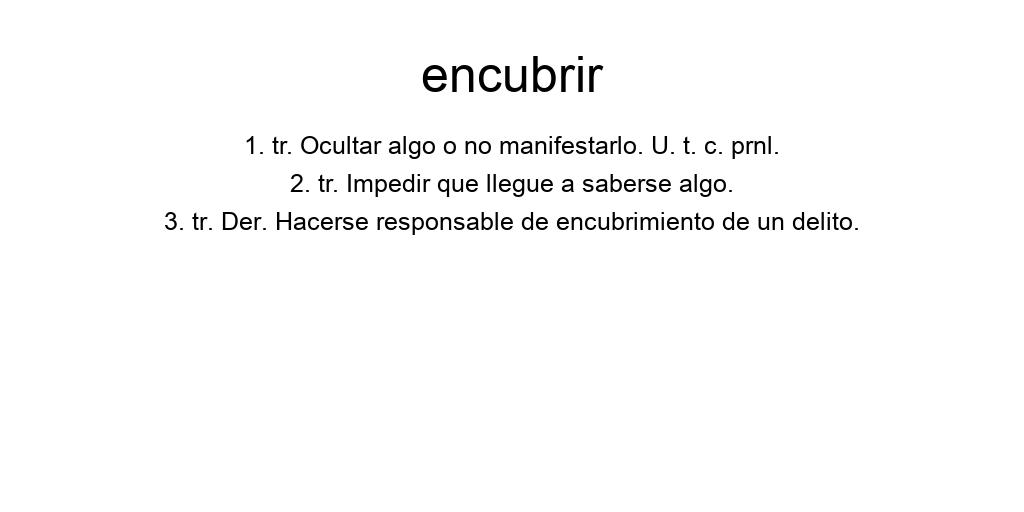 encubrir
1. tr. Ocultar algo o no manifestarlo. U. t. c. prnl.
2. tr. Impedir que llegue a saberse algo.
3. tr. Der. Hacerse responsable de encubrimiento de un delito.